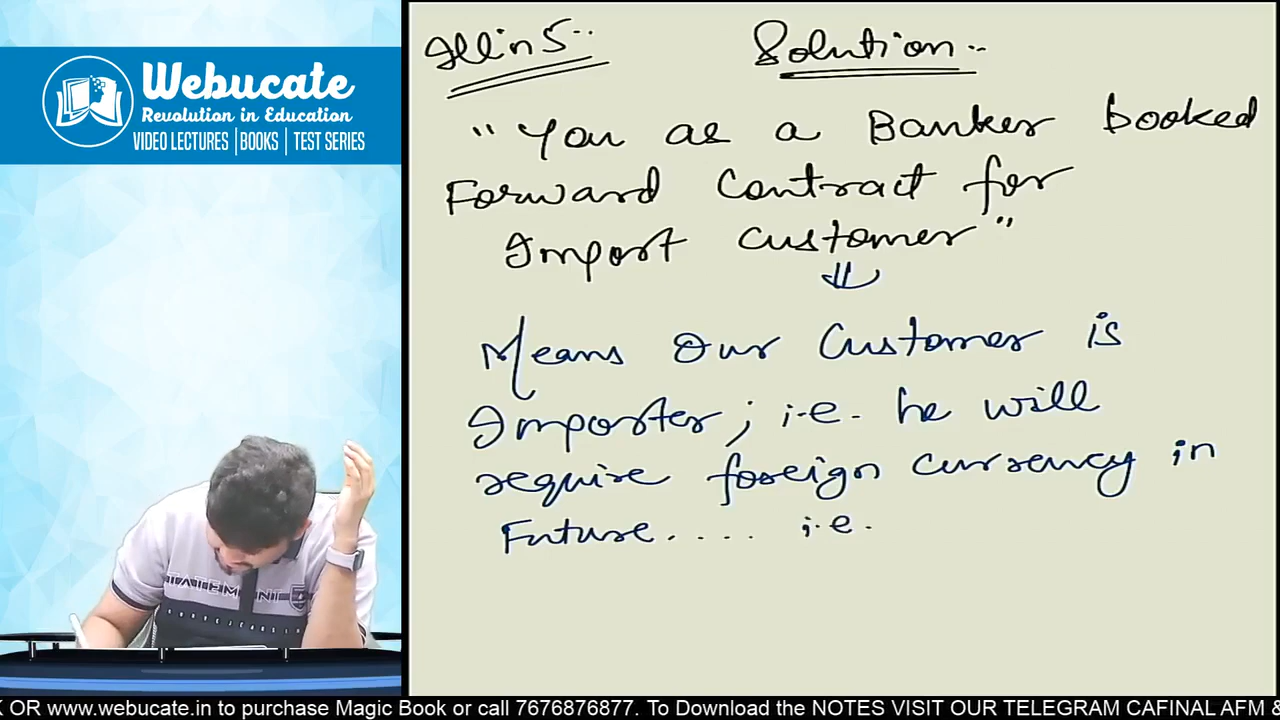 Webucate
Revolution in Education
VIDEO LECTURES | BOOKS | TEST SERIES
Illn 5..
Solution..
"You as a Banker booked
Forward Contract for
Import Customer"
Means Our Customer is
Importer; i.e. he will
require foreign currency in
Future.... i.e.
TATEMENT
K OR www.webucate.in to purchase Magic Book or call 7676876877. To Download the NOTES VISIT OUR TELEGRAM CAFINAL AFM &